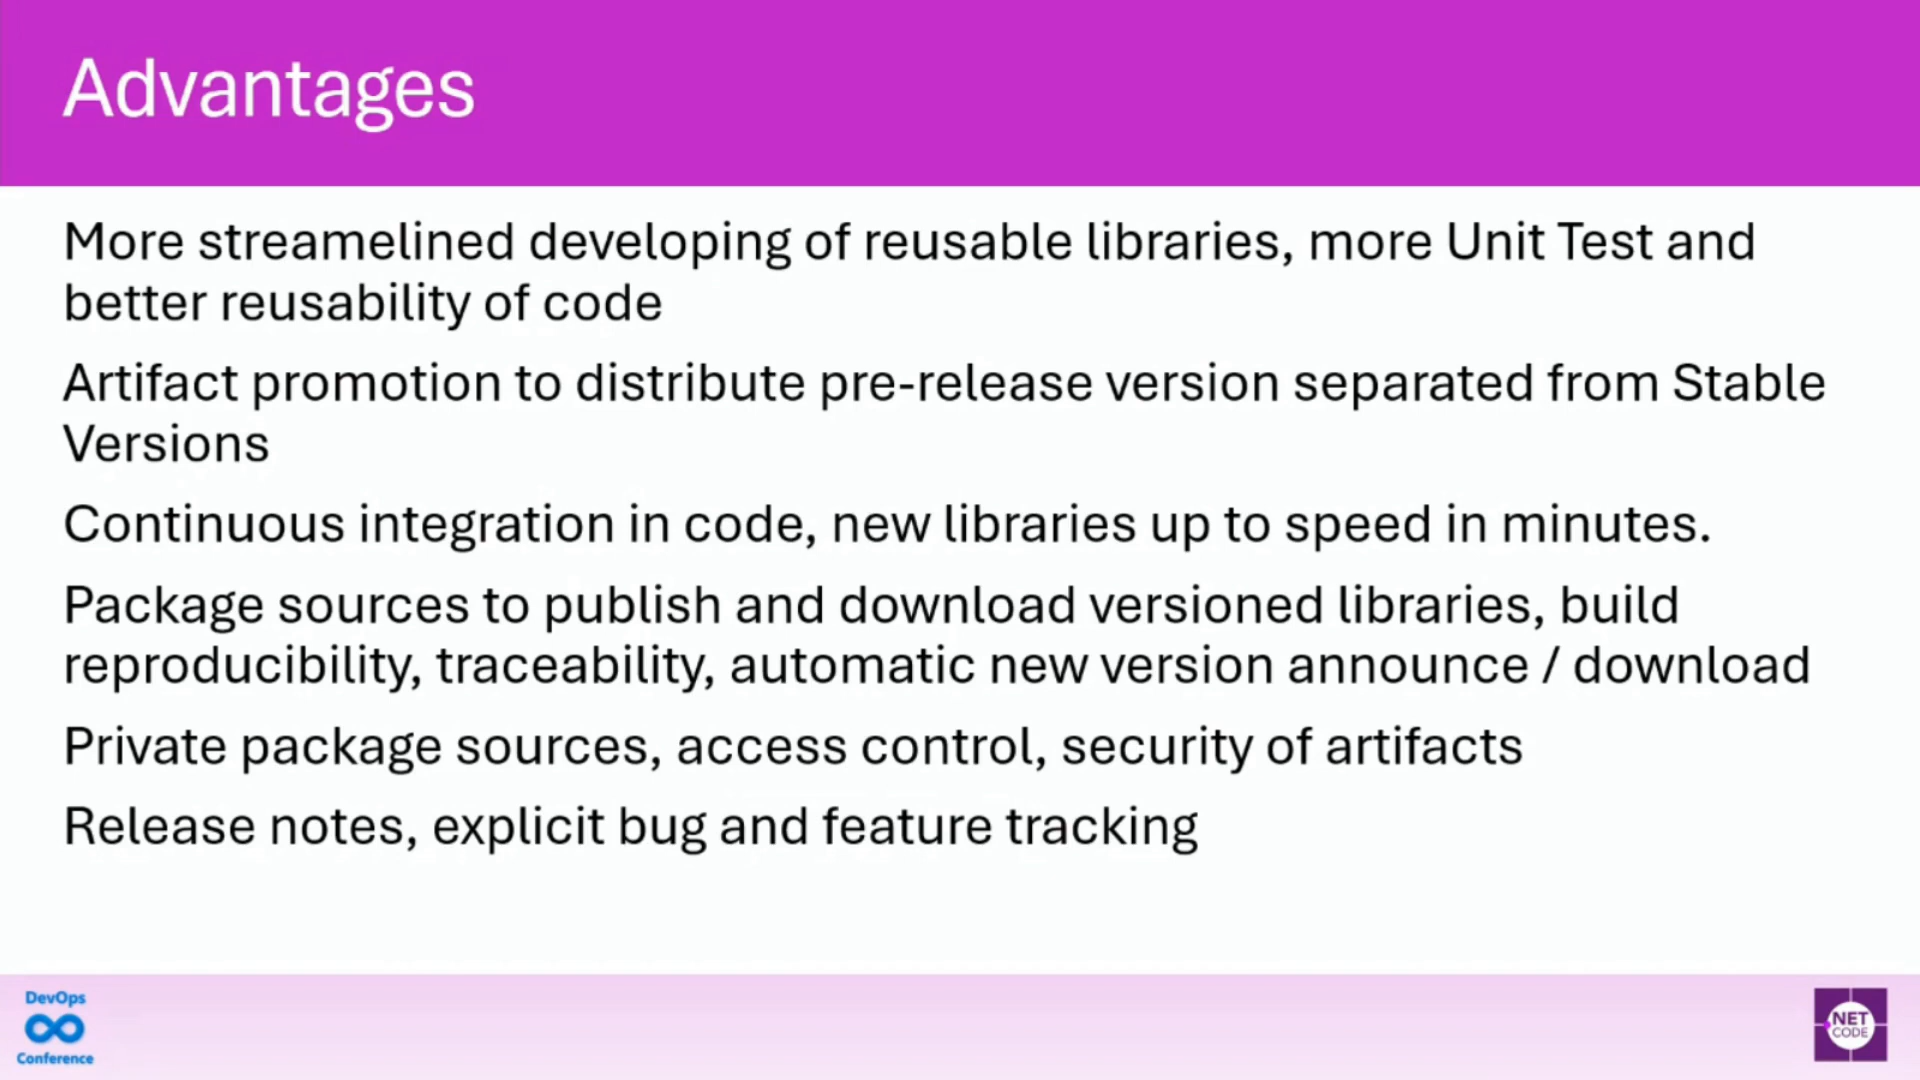 Advantages
More streamelined developing of reusable libraries, more Unit Test and
better reusability of code
Artifact promotion to distribute pre-release version separated from Stable
Versions
Continuous integration in code, new libraries up to speed in minutes.
Package sources to publish and download versioned libraries, build
reproducibility, traceability, automatic new version announce / download
Private package sources, access control, security of artifacts
Release notes, explicit bug and feature tracking
DevOps
Conference
NET
CODE